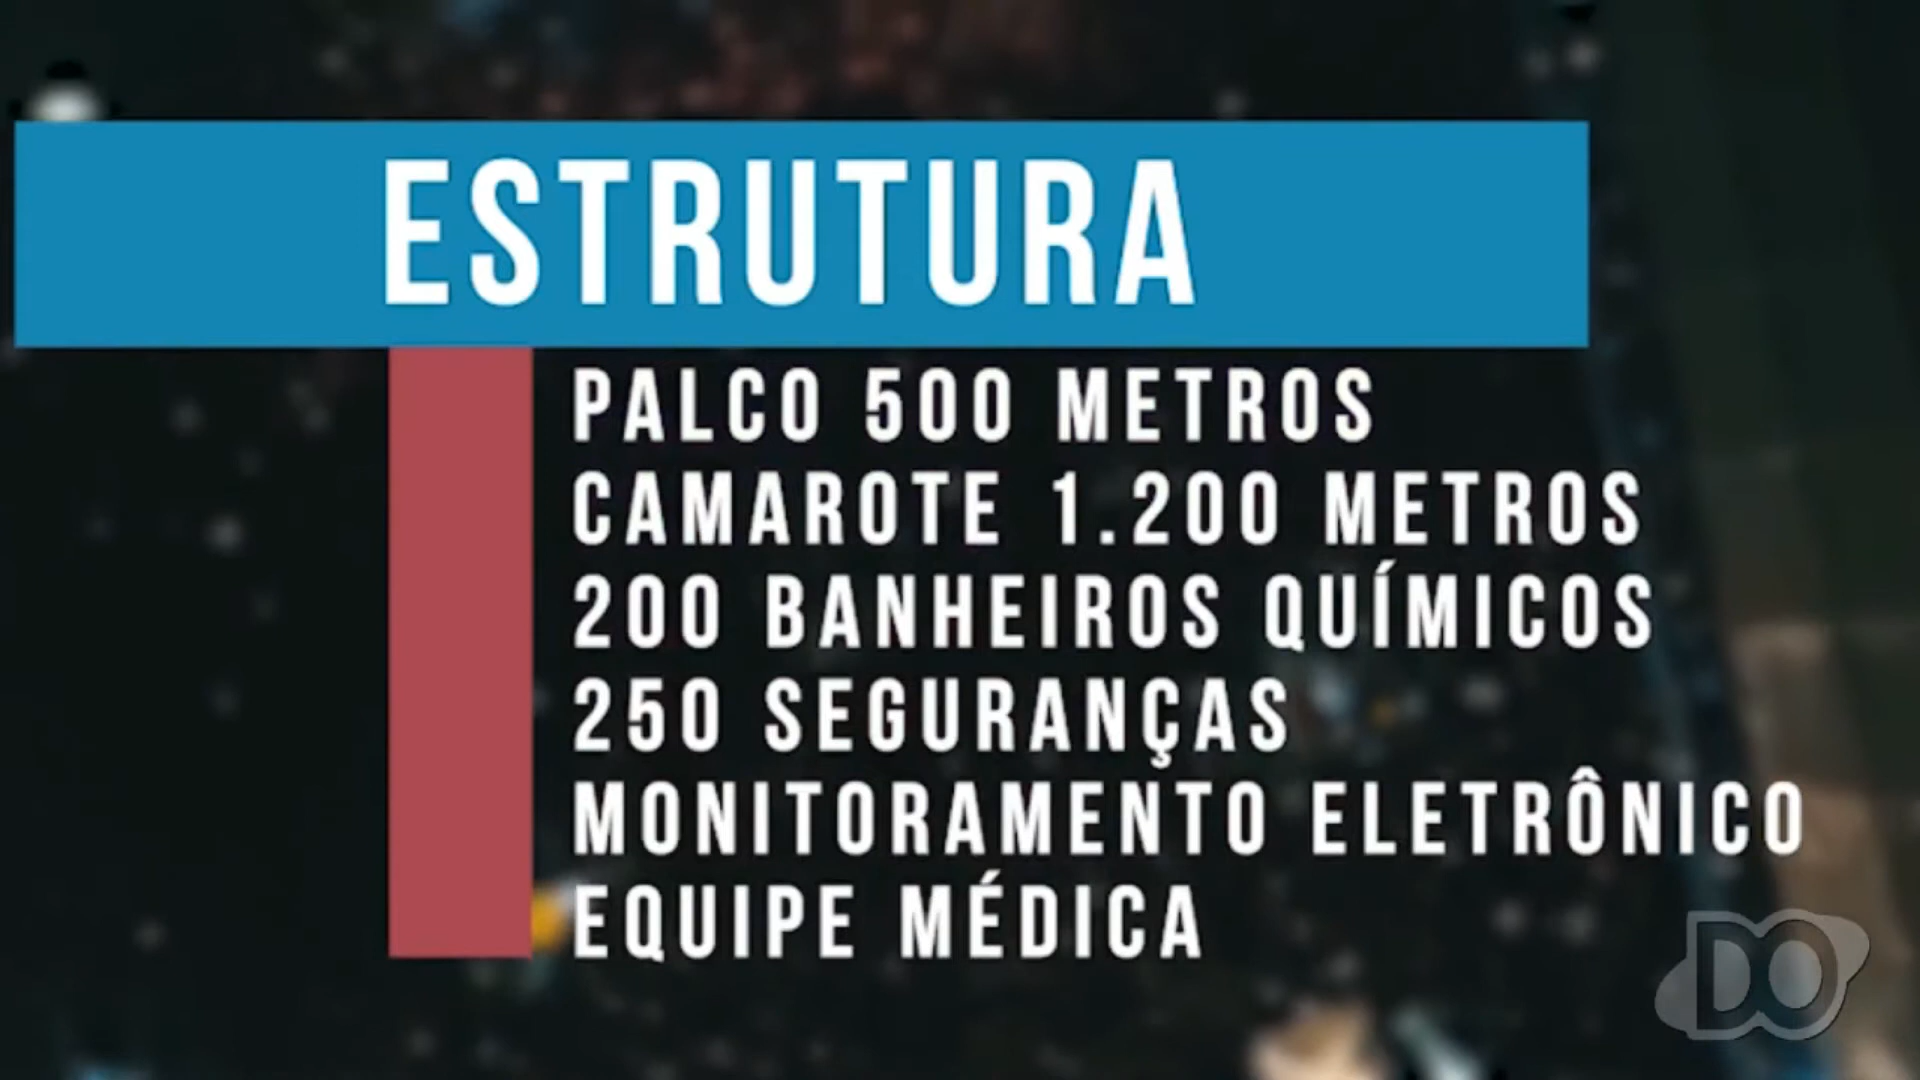 ESTRUTURA
PALCO 500 METROS
CAMAROTE 1.200 METROS
200 BANHEIROS QUÍMICOS
250 SEGURANÇAS
MONITORAMENTO ELETRÔNICO
EQUIPE MÉDICA
DO